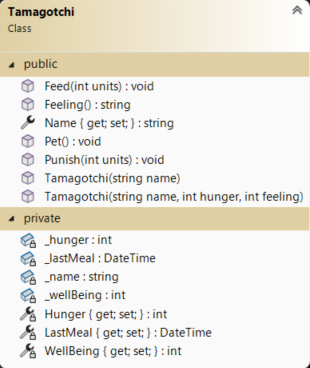 Tamagotchi
Class
public
Feed(int units) : void
Feeling() : string
Name { get; set; } : string
Pet() : void
Punish(int units) : void
Tamagotchi(string name)
Tamagotchi(string name, int hunger, int feeling)
private
_hunger : int
_lastMeal : DateTime
_name : string
_wellBeing : int
Hunger { get; set; } : int
LastMeal { get; set; } : DateTime
WellBeing { get; set; } : int